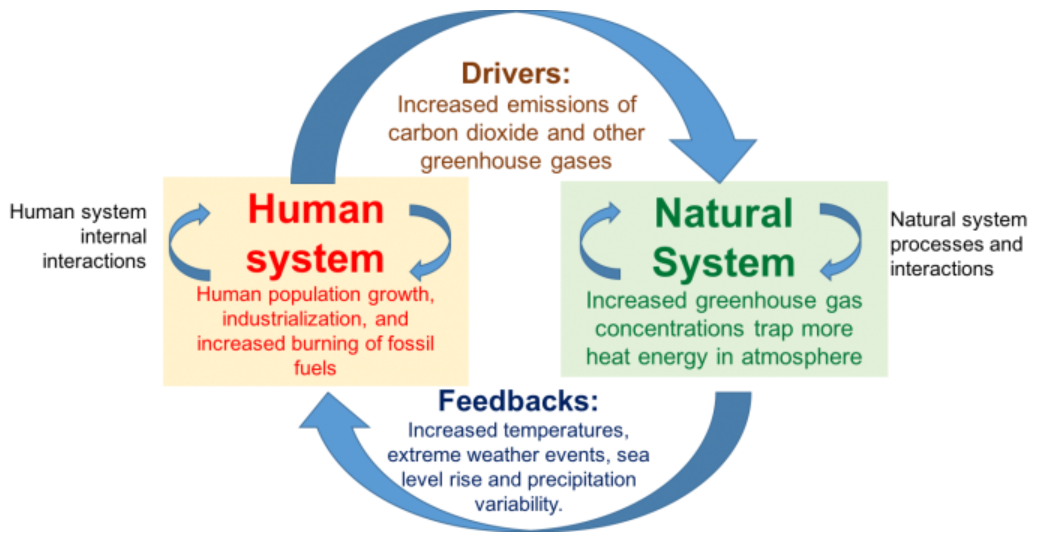 Drivers:
Increased emissions of
carbon dioxide and other
greenhouse gases
Human system
internal
interactions
Human
system
Human population growth,
industrialization, and
increased burning of fossil
fuels
Natural
System
Increased greenhouse gas
concentrations trap more
heat energy in atmosphere
Natural system
processes and
interactions
Feedbacks:
Increased temperatures,
extreme weather events, sea
level rise and precipitation
variability.